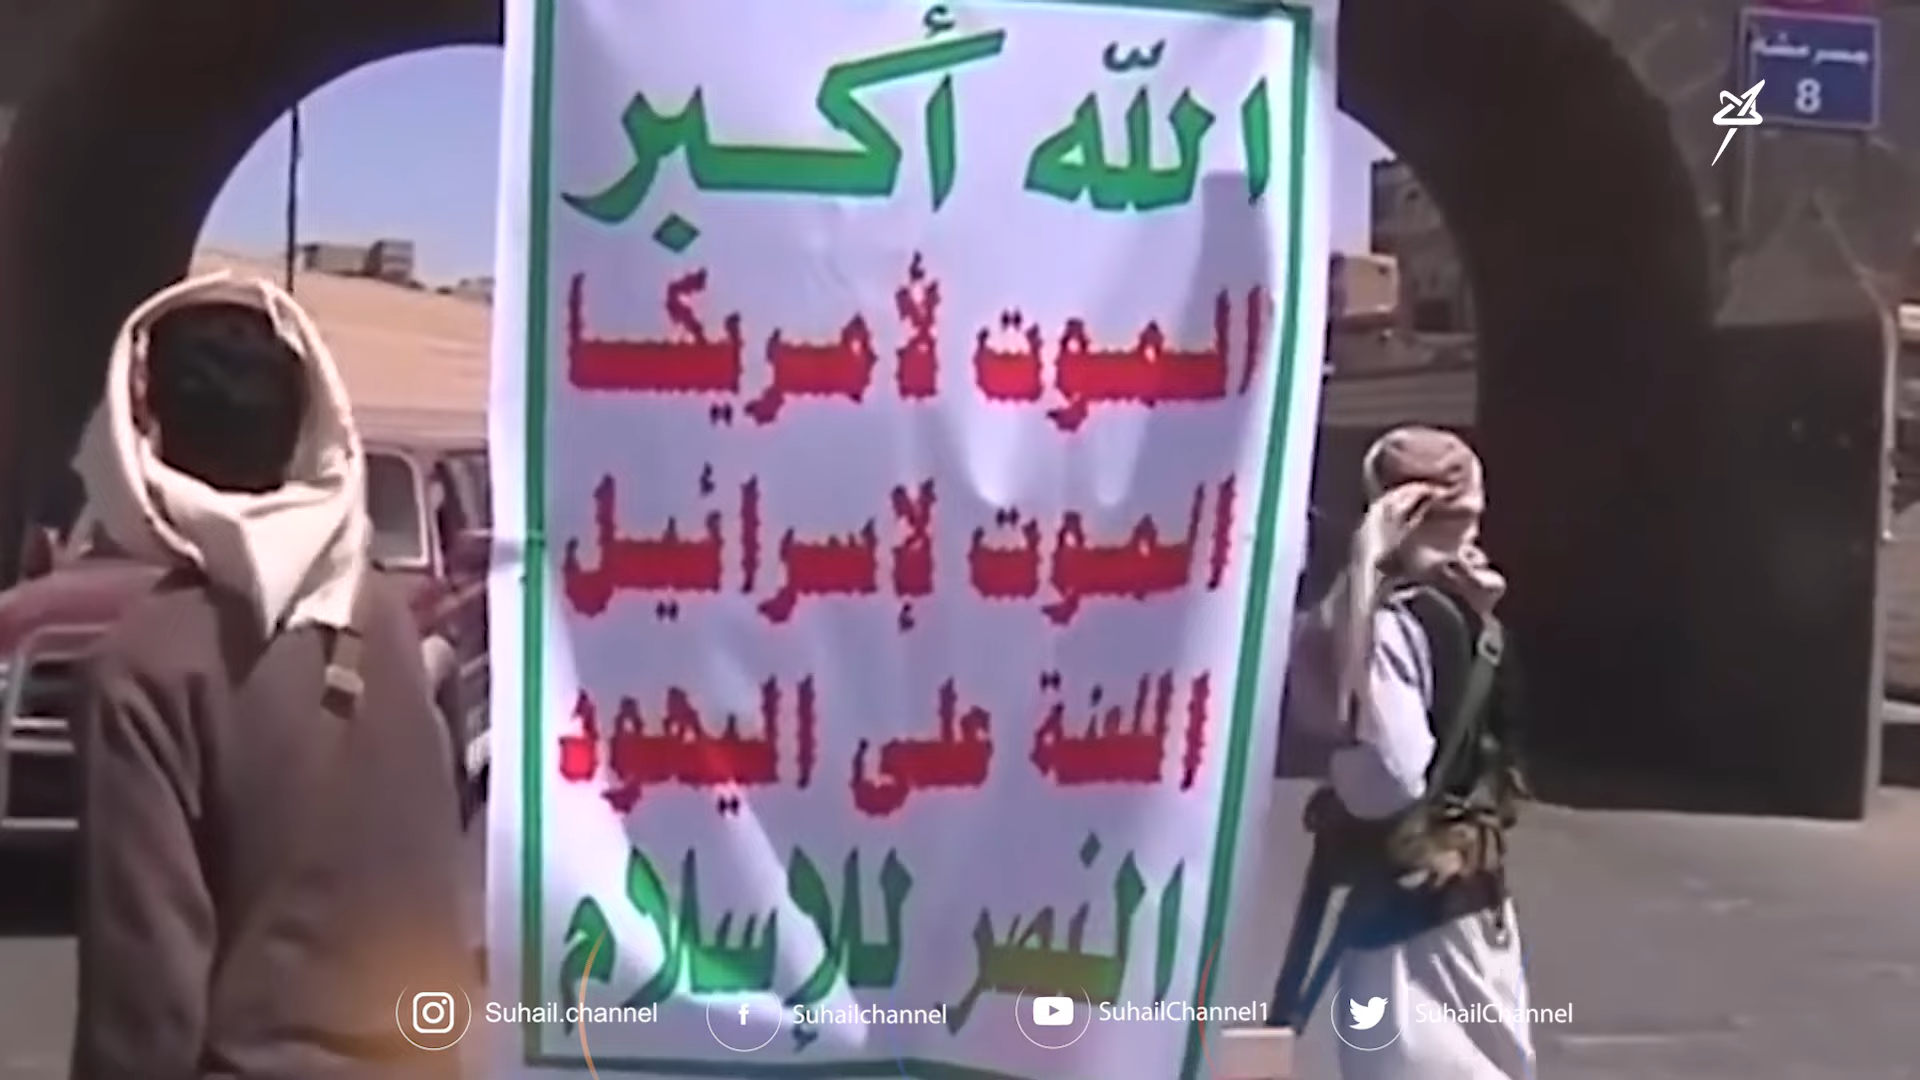 الله أكبر
الموت لأمريكا
الموت لإسرائيل
اللعنة على اليهود
النصر للإسلام
8
Suhail.channel
Suhailchannel
SuhailChannel1
SuhailChannel